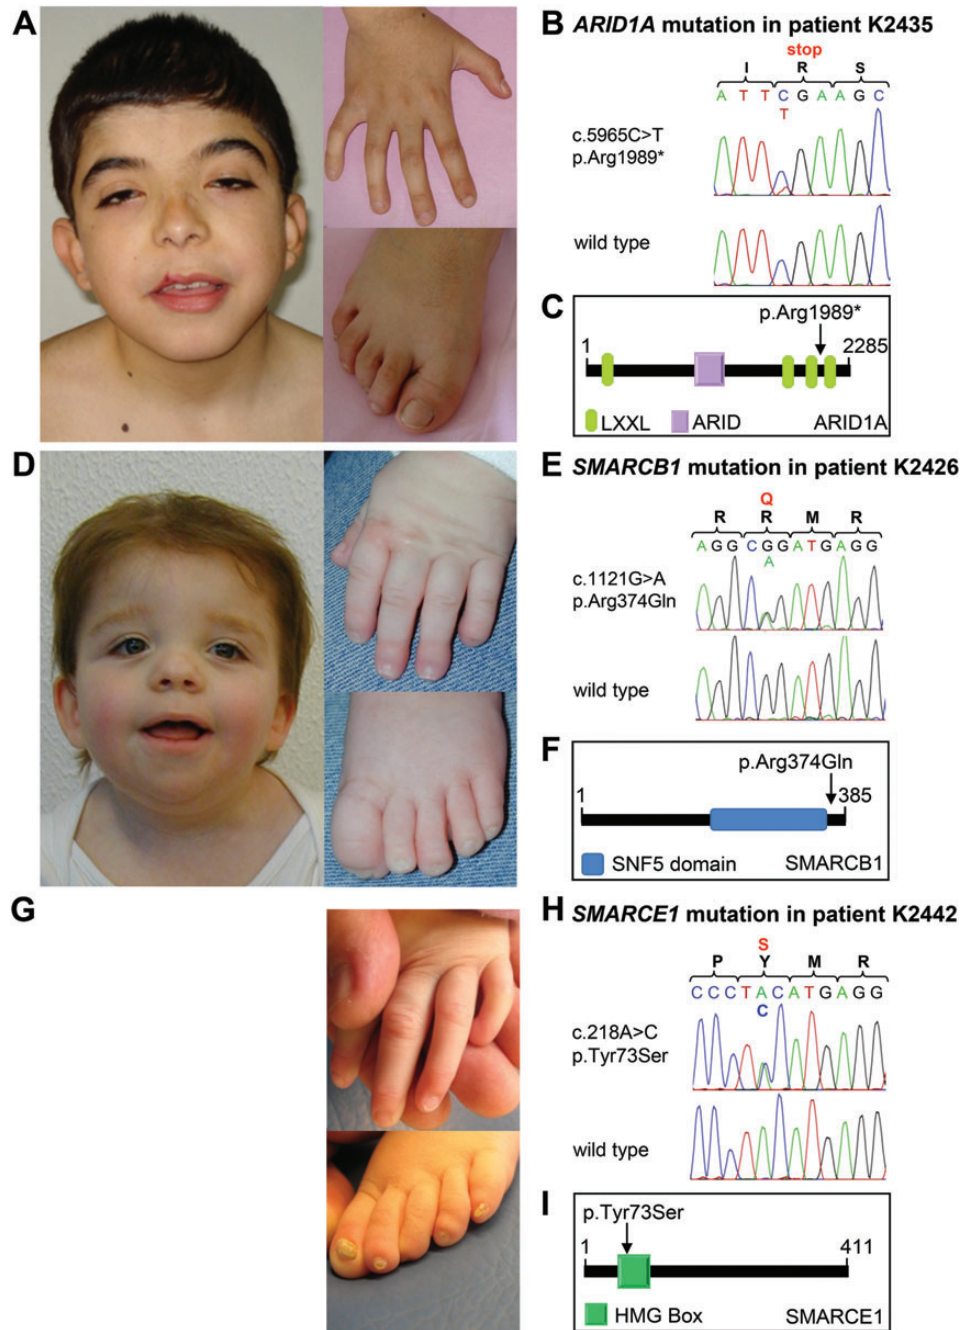 A
B ARID1A mutation in patient K2435
stop
I R S
A T T C G A A G C
T
c.5965C>T
p.Arg1989*
wild type
C
p.Arg1989*
1 2285
LXXL ARID ARID1A
D
E SMARCB1 mutation in patient K2426
Q
R R M R
A G G C G G A T G A G G
A
c.1121G>A
p.Arg374Gln
wild type
F
p.Arg374Gln
1 385
SNF5 domain SMARCB1
G
H SMARCE1 mutation in patient K2442
S
P Y M R
C C C T A C A T G A G G
C
c.218A>C
p.Tyr73Ser
wild type
I
p.Tyr73Ser
1 411
HMG Box SMARCE1